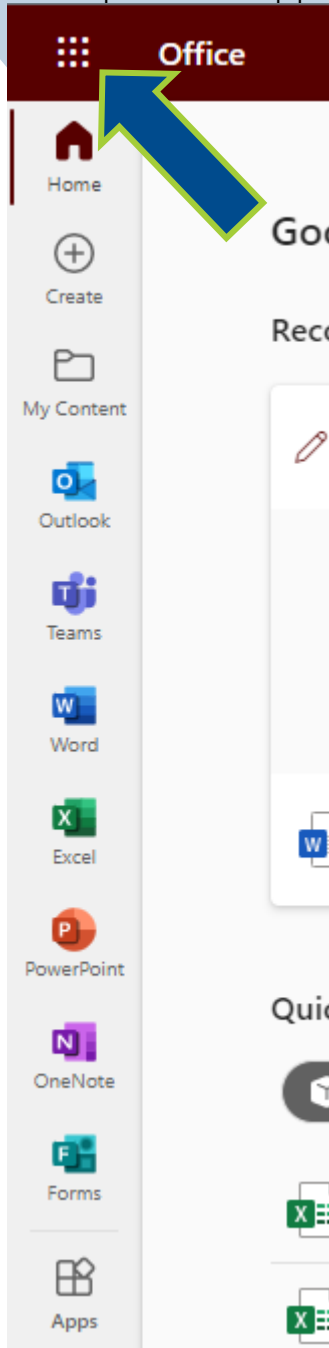 Office
Home
Create
My Content
Outlook
Teams
Word
Excel
PowerPoint
OneNote
Forms
Apps